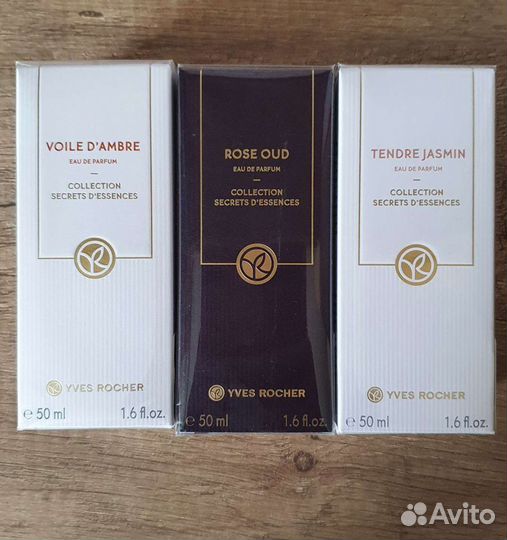 VOILE D'AMBRE
EAU DE PARFUM
COLLECTION
SECRETS D'ESSENCES
YVES ROCHER
e 50 ml 1.6 fl.oz.
ROSE OUD
EAU DE PARFUM
COLLECTION
SECRETS D'ESSENCES
YVES ROCHER
e 50 ml 1.6 fl.oz.
TENDRE JASMIN
EAU DE PARFUM
COLLECTION
SECRETS D'ESSENCES
YVES ROCHER
e 50 ml 1.6 fl.oz.
Avito